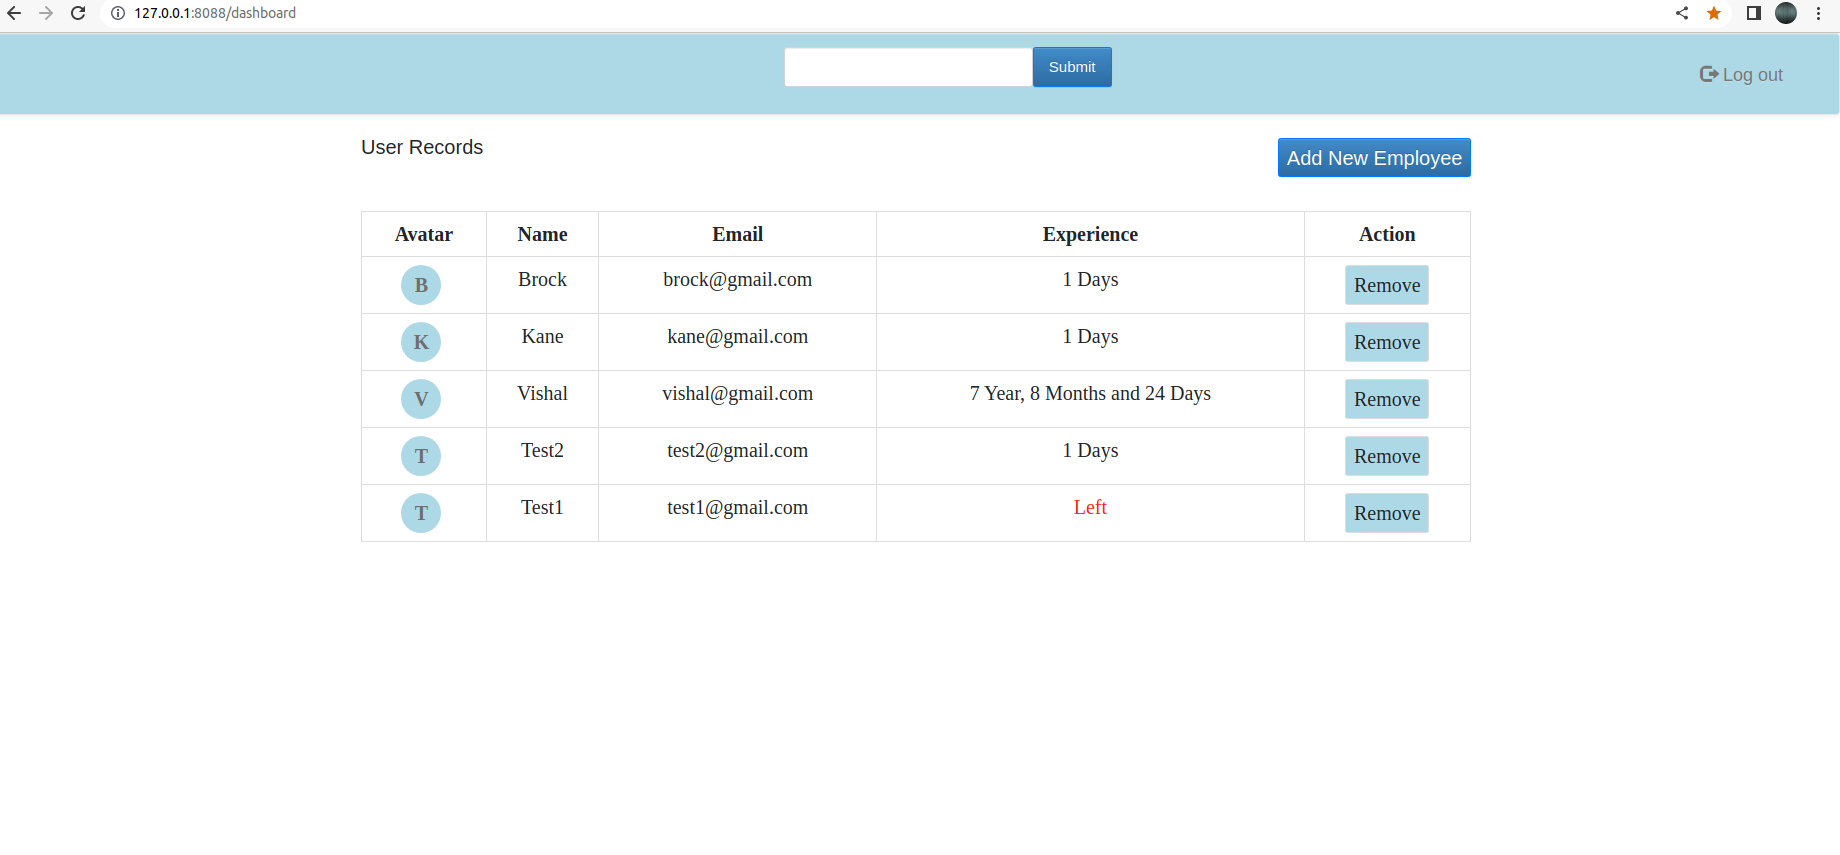 127.0.0.1:8088/dashboard
Submit
Log out
User Records
Add New Employee
Avatar Name Email Experience Action
B Brock brock@gmail.com 1 Days Remove
K Kane kane@gmail.com 1 Days Remove
V Vishal vishal@gmail.com 7 Year, 8 Months and 24 Days Remove
T Test2 test2@gmail.com 1 Days Remove
T Test1 test1@gmail.com Left Remove